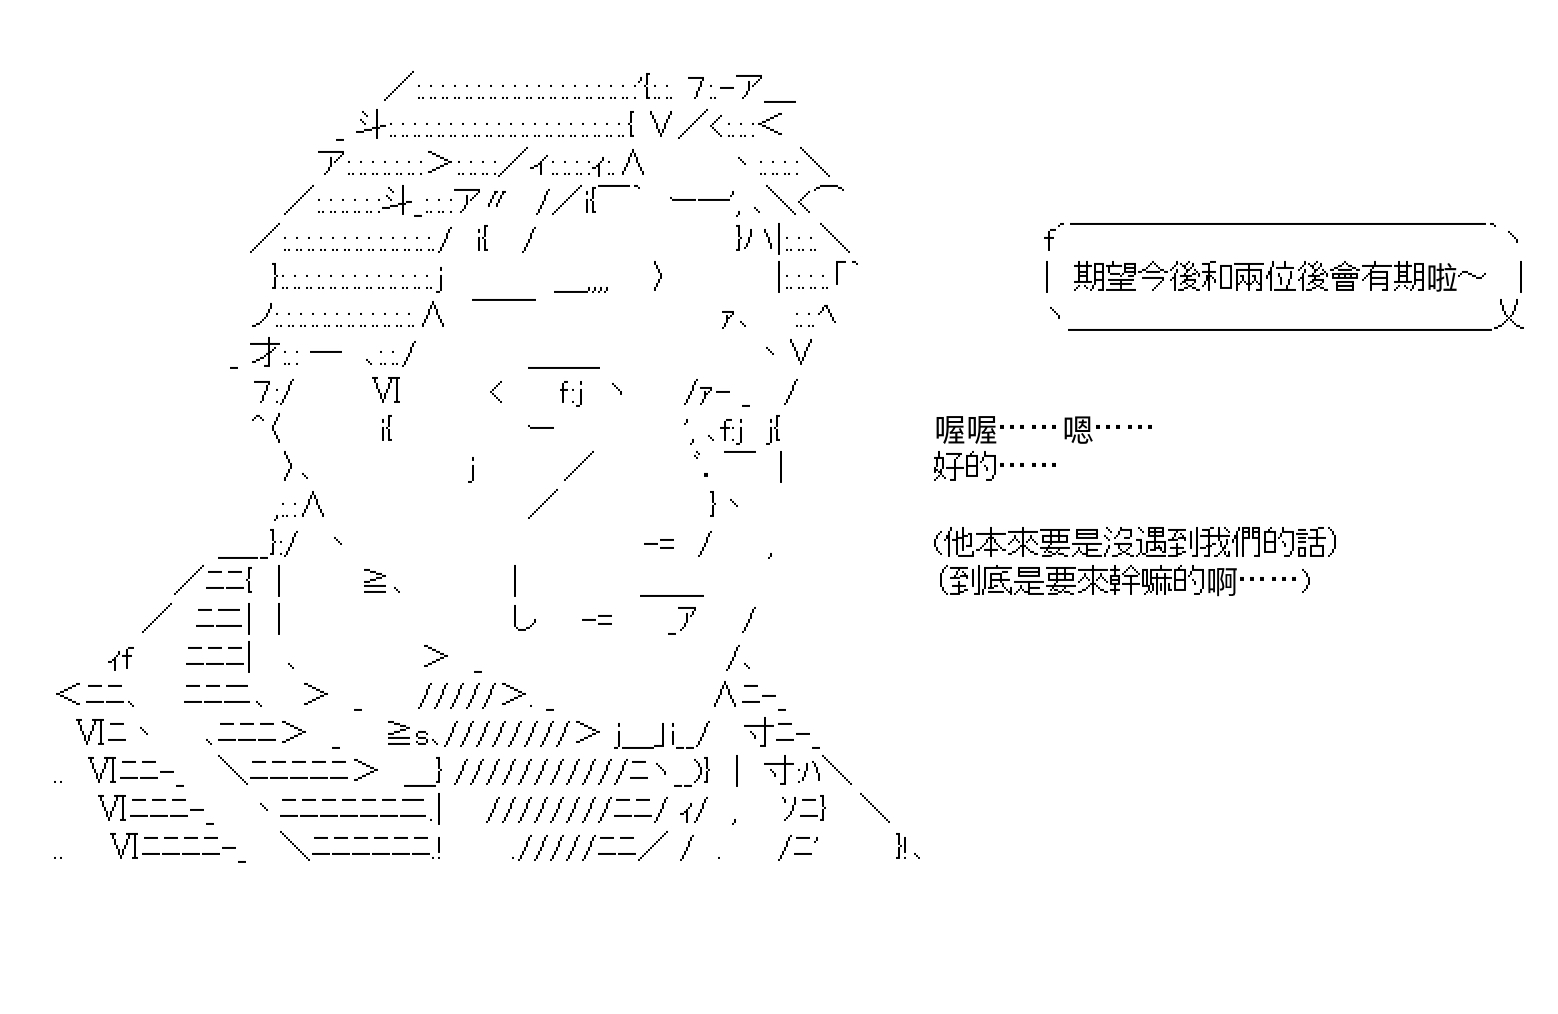 期望今後和兩位後會有期啦～
喔喔……嗯……
好的……
(他本來要是沒遇到我們的話)
(到底是要來幹嘛的啊……)